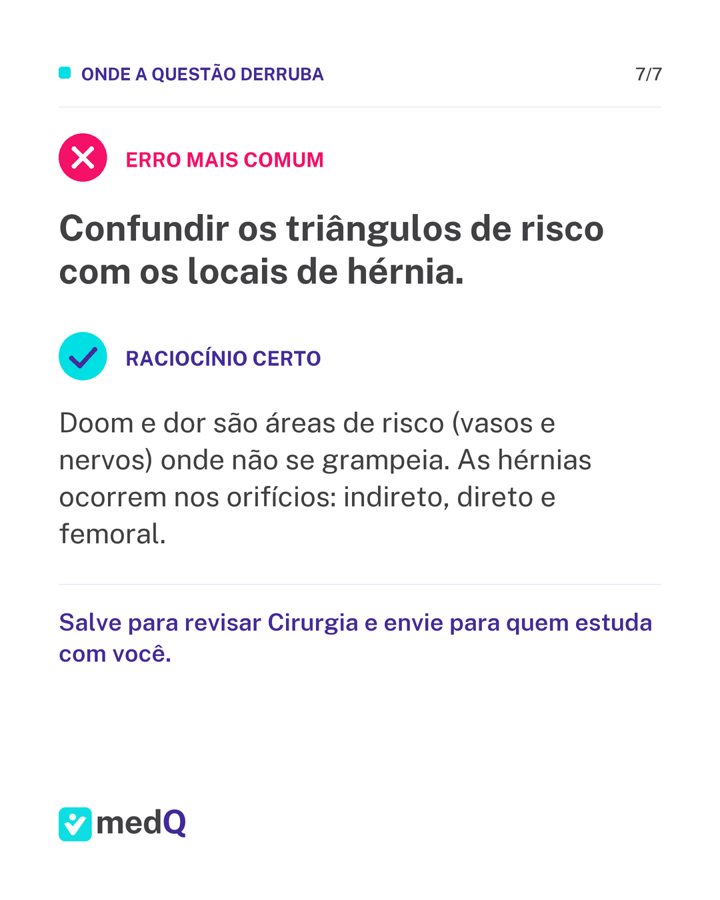 ONDE A QUESTÃO DERRUBA
7/7
ERRO MAIS COMUM
Confundir os triângulos de risco
com os locais de hérnia.
RACIOCÍNIO CERTO
Doom e dor são áreas de risco (vasos e
nervos) onde não se grampeia. As hérnias
ocorrem nos orifícios: indireto, direto e
femoral.
Salve para revisar Cirurgia e envie para quem estuda
com você.
medQ